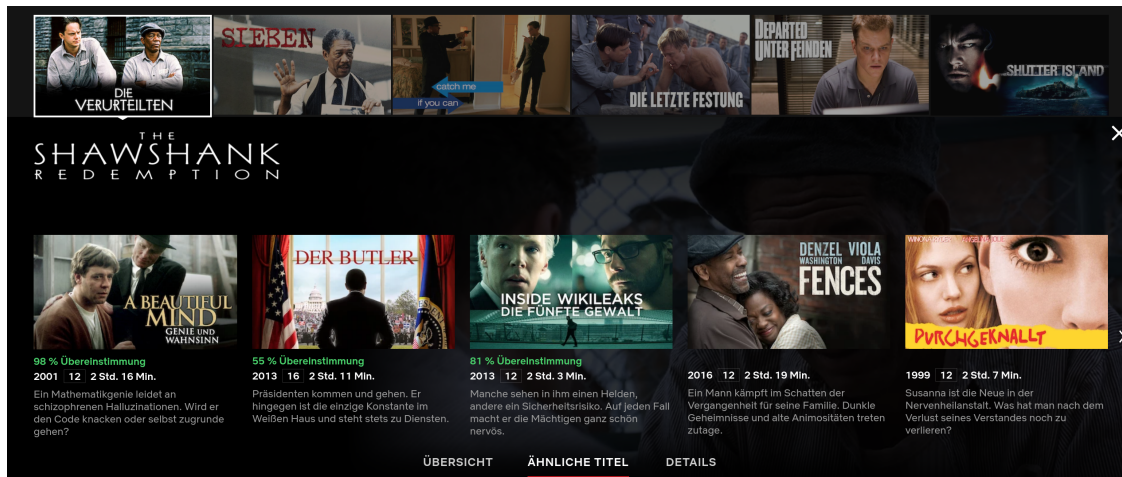 DIE
VERURTEILTEN
SIEBEN
catch me
if you can
DIE LETZTE FESTUNG
DEPARTED
UNTER FEINDEN
SHUTTER ISLAND
THE
SHAWSHANK
REDEMPTION
A BEAUTIFUL
MIND
GENIE UND
WAHNSINN
DER BUTLER
INSIDE WIKILEAKS
DIE FÜNFTE GEWALT
DENZEL VIOLA
WASHINGTON DAVIS
FENCES
DURCHGEKNALLT
98 % Übereinstimmung
2001 12 2 Std. 16 Min.
Ein Mathematikgenie leidet an
schizophrenen Halluzinationen. Wird er
den Code knacken oder selbst zugrunde
gehen?
55 % Übereinstimmung
2013 16 2 Std. 11 Min.
Präsidenten kommen und gehen. Er
hingegen ist die einzige Konstante im
Weißen Haus und steht stets zu Diensten.
81 % Übereinstimmung
2013 12 2 Std. 3 Min.
Manche sehen in ihm einen Helden,
andere ein Sicherheitsrisiko. Auf jeden Fall
macht er die Mächtigen ganz schön
nervös.
2016 12 2 Std. 19 Min.
Ein Mann kämpft im Schatten der
Vergangenheit für seine Familie. Dunkle
Geheimnisse und alte Animositäten treten
zutage.
1999 12 2 Std. 7 Min.
Susanna ist die Neue in der
Nervenheilanstalt. Was hat man nach dem
Verlust seines Verstandes noch zu
verlieren?
ÜBERSICHT ÄHNLICHE TITEL DETAILS